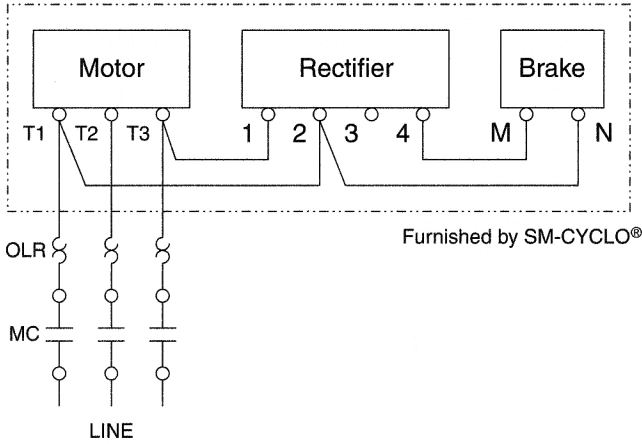 Motor Rectifier Brake
T1 T2 T3 1 2 3 4 M N
Furnished by SM-CYCLO®
OLR
MC
LINE